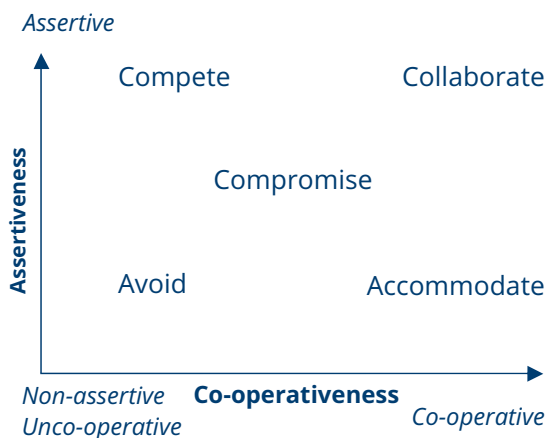 Assertive
Compete
Collaborate
Compromise
Assertiveness
Avoid
Accommodate
Non-assertive
Co-operativeness
Unco-operative
Co-operative